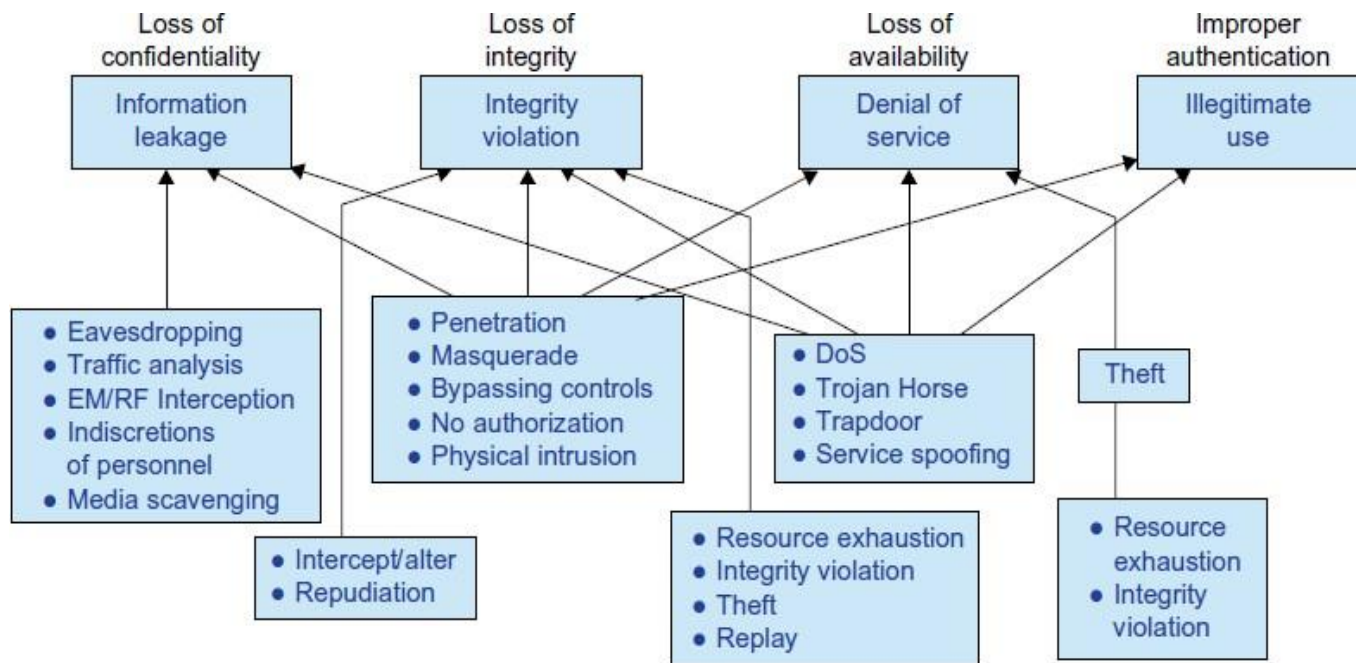 Loss of
confidentiality
Loss of
integrity
Loss of
availability
Improper
authentication
Information
leakage
Integrity
violation
Denial of
service
Illegitimate
use
● Eavesdropping
● Traffic analysis
● EM/RF Interception
● Indiscretions
of personnel
● Media scavenging
● Penetration
● Masquerade
● Bypassing controls
● No authorization
● Physical intrusion
● DoS
● Trojan Horse
● Trapdoor
● Service spoofing
Theft
● Intercept/alter
● Repudiation
● Resource exhaustion
● Integrity violation
● Theft
● Replay
● Resource
exhaustion
● Integrity
violation